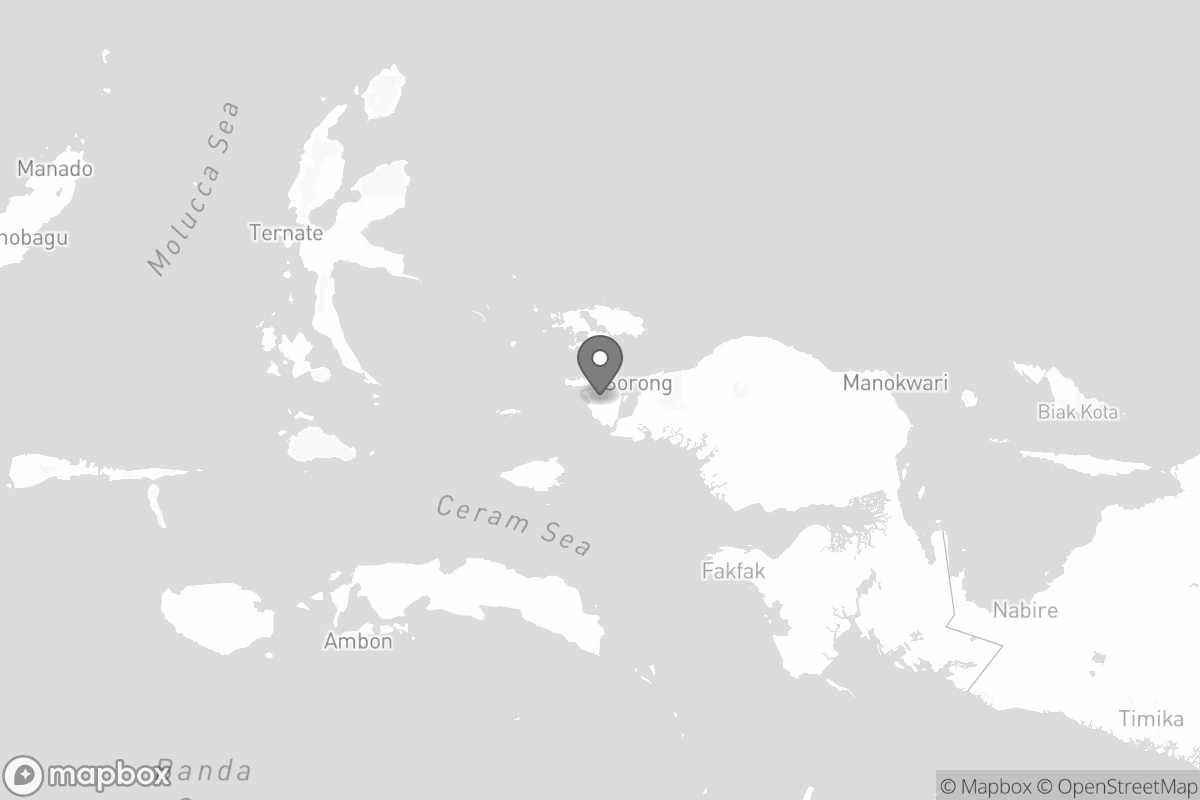 Molucca Sea
Manado
nobagu
Ternate
Sorong
Manokwari
Biak Kota
Ceram Sea
Fakfak
Nabire
Ambon
Timika
Banda
mapbox
© Mapbox © OpenStreetMap